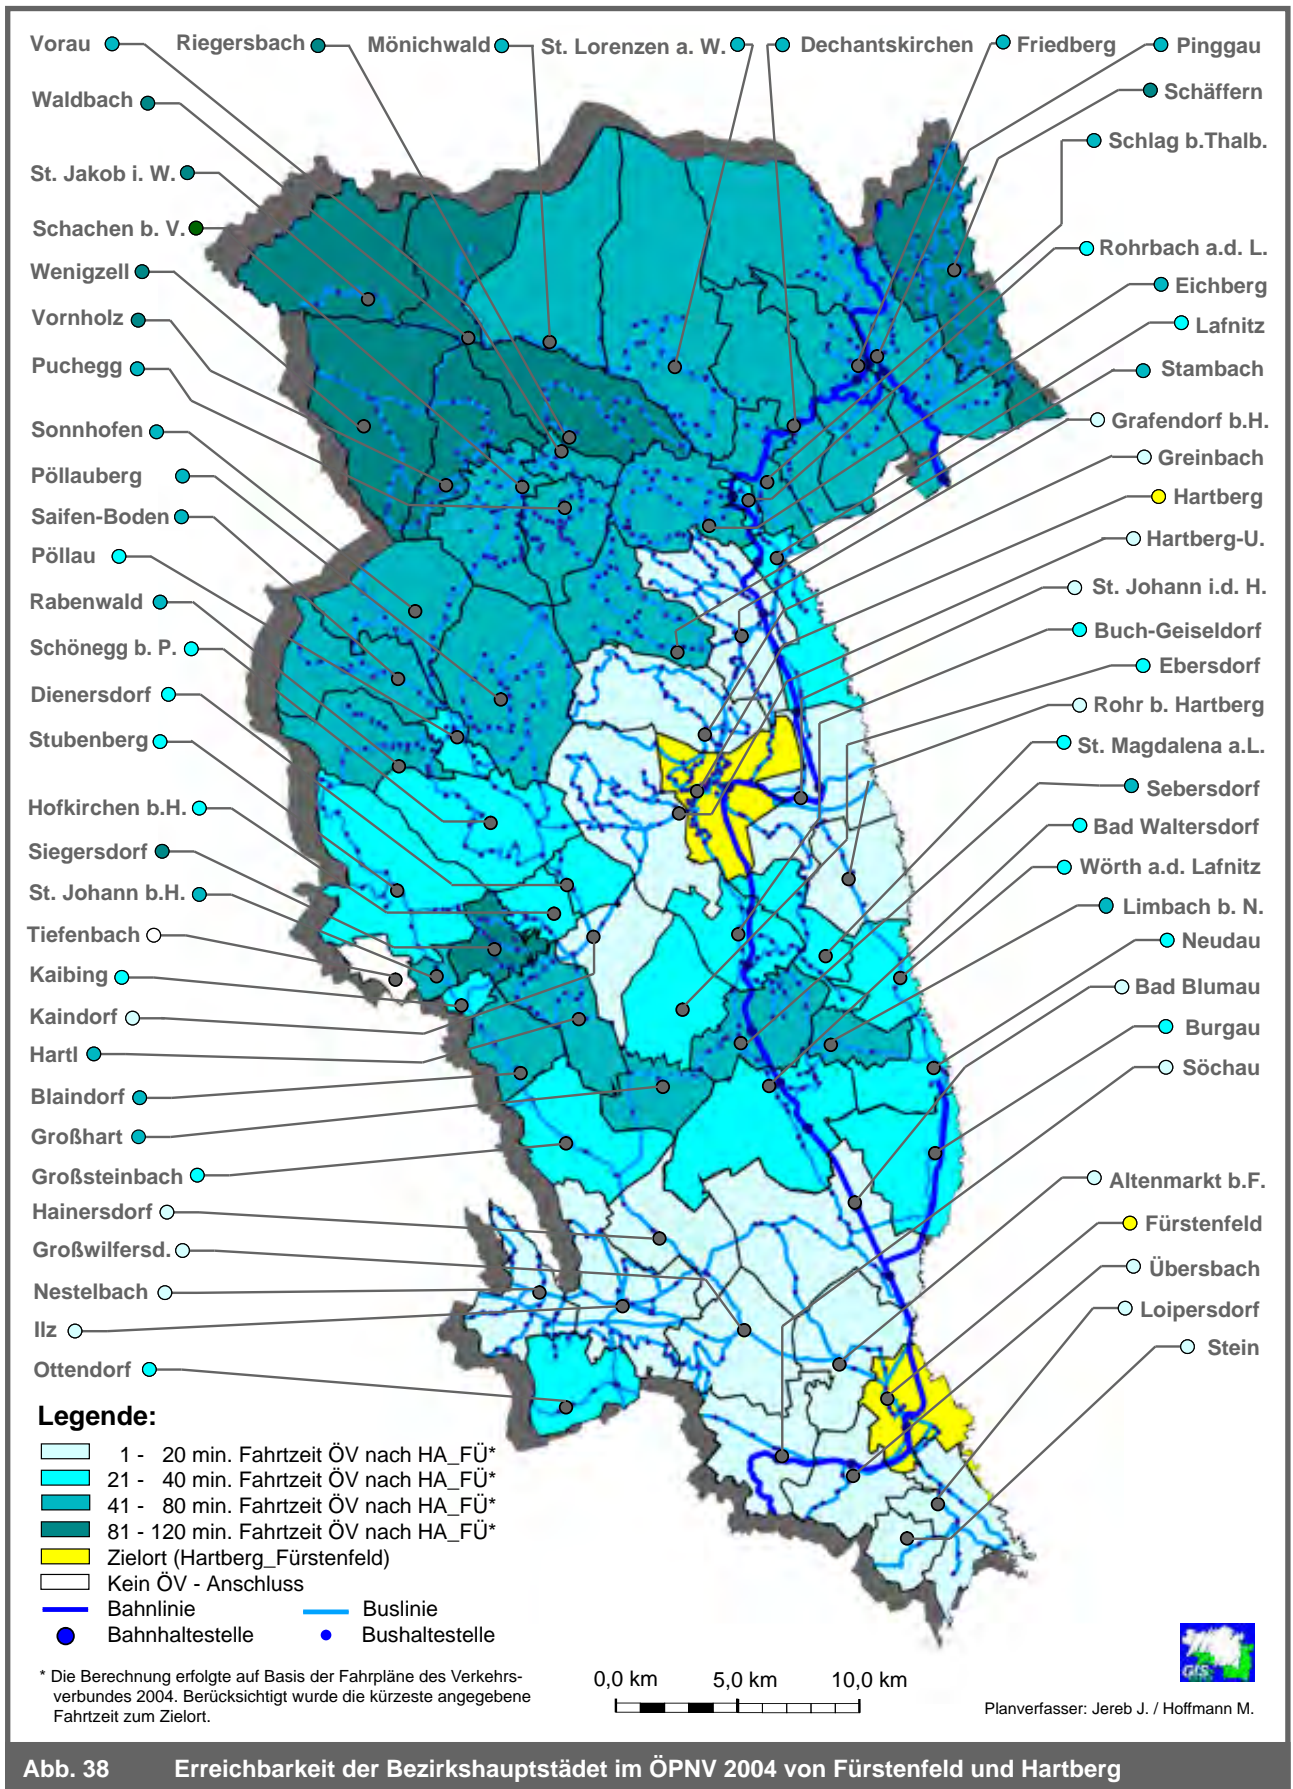 Vorau
Riegersbach
Mönichwald
St. Lorenzen a. W.
Dechantskirchen
Friedberg
Pinggau
Waldbach
Schäffern
Schlag b.Thalb.
St. Jakob i. W.
Schachen b. V.
Rohrbach a.d. L.
Wenigzell
Eichberg
Vornholz
Lafnitz
Puchegg
Stambach
Sonnhofen
Grafendorf b.H.
Pöllauberg
Greinbach
Saifen-Boden
Hartberg
Pöllau
Hartberg-U.
Rabenwald
St. Johann i.d. H.
Schönegg b. P.
Buch-Geiseldorf
Dienersdorf
Ebersdorf
Stubenberg
Rohr b. Hartberg
St. Magdalena a.L.
Hofkirchen b.H.
Sebersdorf
Siegersdorf
Bad Waltersdorf
St. Johann b.H.
Wörth a.d. Lafnitz
Tiefenbach
Limbach b. N.
Kaibing
Neudau
Kaindorf
Bad Blumau
Hartl
Burgau
Blaindorf
Söchau
Großhart
Großsteinbach
Altenmarkt b.F.
Hainersdorf
Fürstenfeld
Großwilfersd.
Übersbach
Nestelbach
Loipersdorf
Ilz
Stein
Ottendorf
Legende:
1 - 20 min. Fahrtzeit ÖV nach HA_FÜ*
21 - 40 min. Fahrtzeit ÖV nach HA_FÜ*
41 - 80 min. Fahrtzeit ÖV nach HA_FÜ*
81 - 120 min. Fahrtzeit ÖV nach HA_FÜ*
Zielort (Hartberg_Fürstenfeld)
Kein ÖV - Anschluss
Bahnlinie
Buslinie
Bahnhaltestelle
Bushaltestelle
* Die Berechnung erfolgte auf Basis der Fahrpläne des Verkehrs-
verbundes 2004. Berücksichtigt wurde die kürzeste angegebene
Fahrtzeit zum Zielort.
0,0 km 5,0 km 10,0 km
GIS
Planverfasser: Jereb J. / Hoffmann M.
Abb. 38 Erreichbarkeit der Bezirkshauptstädet im ÖPNV 2004 von Fürstenfeld und Hartberg